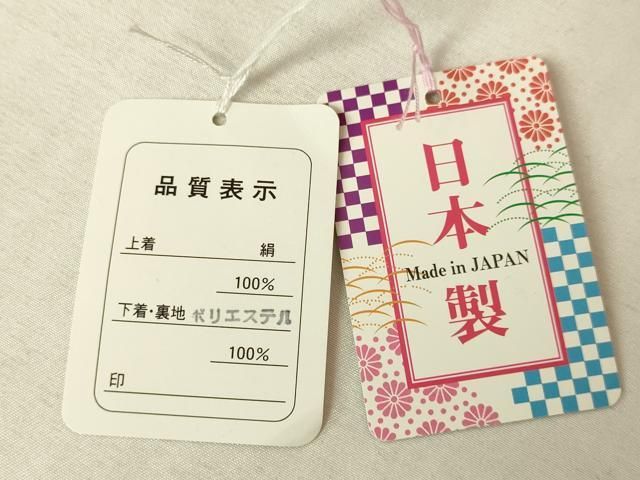 品質表示
上着 絹
100%
下着・裏地 ポリエステル
100%
印
日本
Made in JAPAN
製